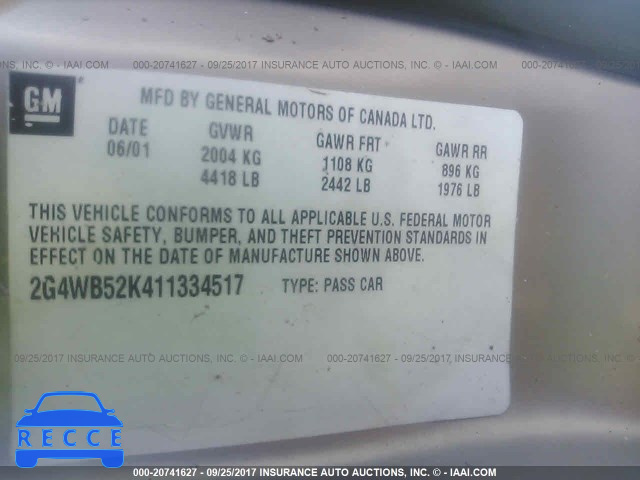 000-20741627 - 09/25/2017 INSURANCE AUTO AUCTIONS, INC. - © IAAI.COM
GM
MFD BY GENERAL MOTORS OF CANADA LTD.
DATE GVWR GAWR FRT GAWR RR
06/01 2004 KG 1108 KG 896 KG
4418 LB 2442 LB 1976 LB
THIS VEHICLE CONFORMS TO ALL APPLICABLE U.S. FEDERAL MOTOR
VEHICLE SAFETY, BUMPER, AND THEFT PREVENTION STANDARDS IN
EFFECT ON THE DATE OF MANUFACTURE SHOWN ABOVE.
2G4WB52K411334517 TYPE: PASS CAR
09/25/2017 INSURANCE AUTO AUCTIONS, INC. - © IAAI.COM 000-20741627 - 09/25/2017 INSURANCE AUTO
RECCE
000-20741627 - 09/25/2017 INSURANCE AUTO AUCTIONS, INC. - © IAAI.COM